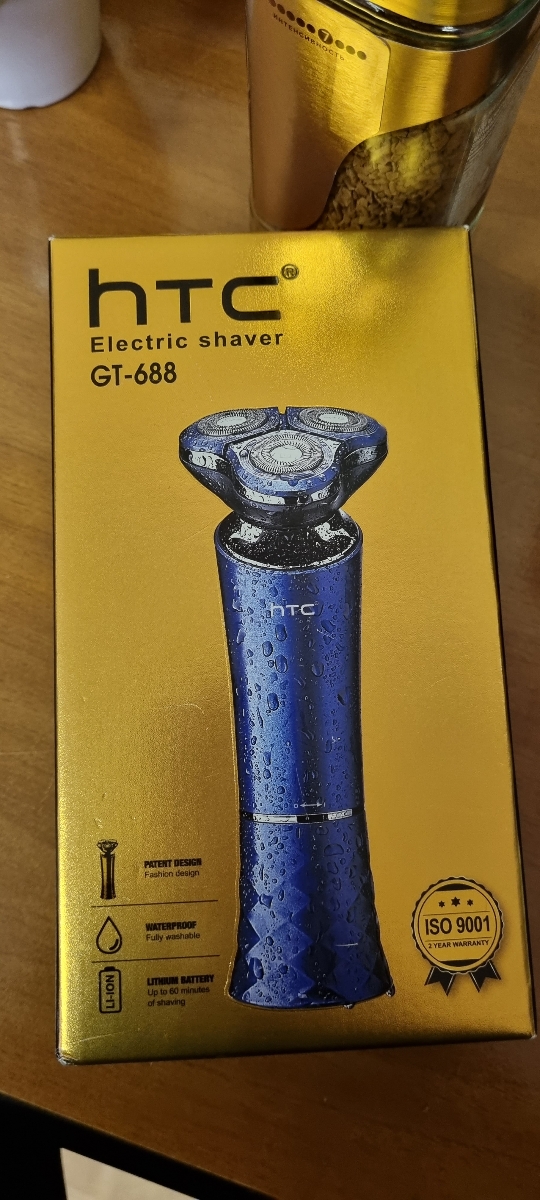 7
ИНТЕНСИВНОСТЬ
hTC®
Electric shaver
GT-688
hTC
PATENT DESIGN
Fashion design
WATERPROOF
Fully washable
LI-ION
LITHIUM BATTERY
Up to 60 minutes
of shaving
ISO 9001
2 YEAR WARRANTY